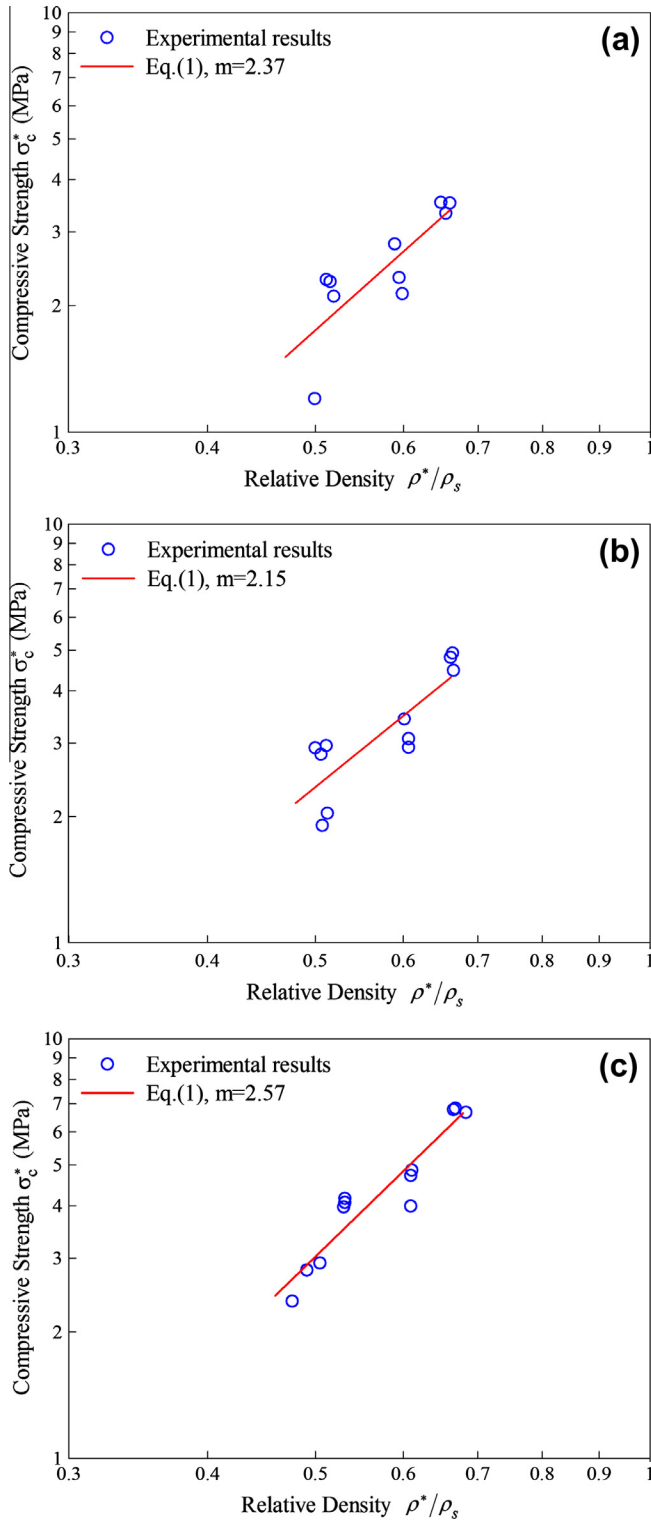 10
9
8
7
6
5
4
3
2
1
Compressive Strength σc* (MPa)
Experimental results
Eq.(1), m=2.37
(a)
0.3 0.4 0.5 0.6 0.7 0.8 0.9 1
Relative Density ρ*/ρs
10
9
8
7
6
5
4
3
2
1
Compressive Strength σc* (MPa)
Experimental results
Eq.(1), m=2.15
(b)
0.3 0.4 0.5 0.6 0.7 0.8 0.9 1
Relative Density ρ*/ρs
10
9
8
7
6
5
4
3
2
1
Compressive Strength σc* (MPa)
Experimental results
Eq.(1), m=2.57
(c)
0.3 0.4 0.5 0.6 0.7 0.8 0.9 1
Relative Density ρ*/ρs